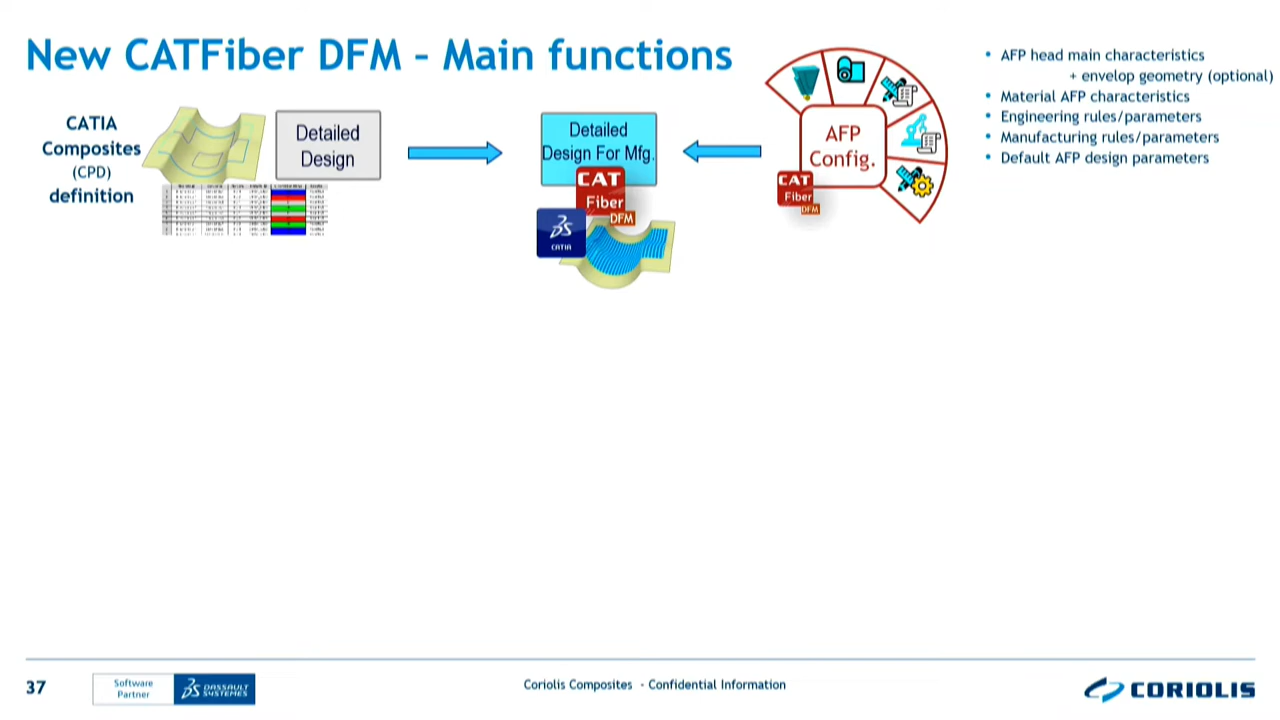 New CATFiber DFM – Main functions
CATIA
Composites
(CPD)
definition
Detailed
Design
Detailed
Design For Mfg.
CAT
Fiber
DFM
3DS
CATIA
AFP
Config.
CAT
Fiber
DFM
• AFP head main characteristics
+ envelop geometry (optional)
• Material AFP characteristics
• Engineering rules/parameters
• Manufacturing rules/parameters
• Default AFP design parameters
37
Software
Partner
DASSAULT
SYSTEMES
Coriolis Composites - Confidential Information
CORIOLIS